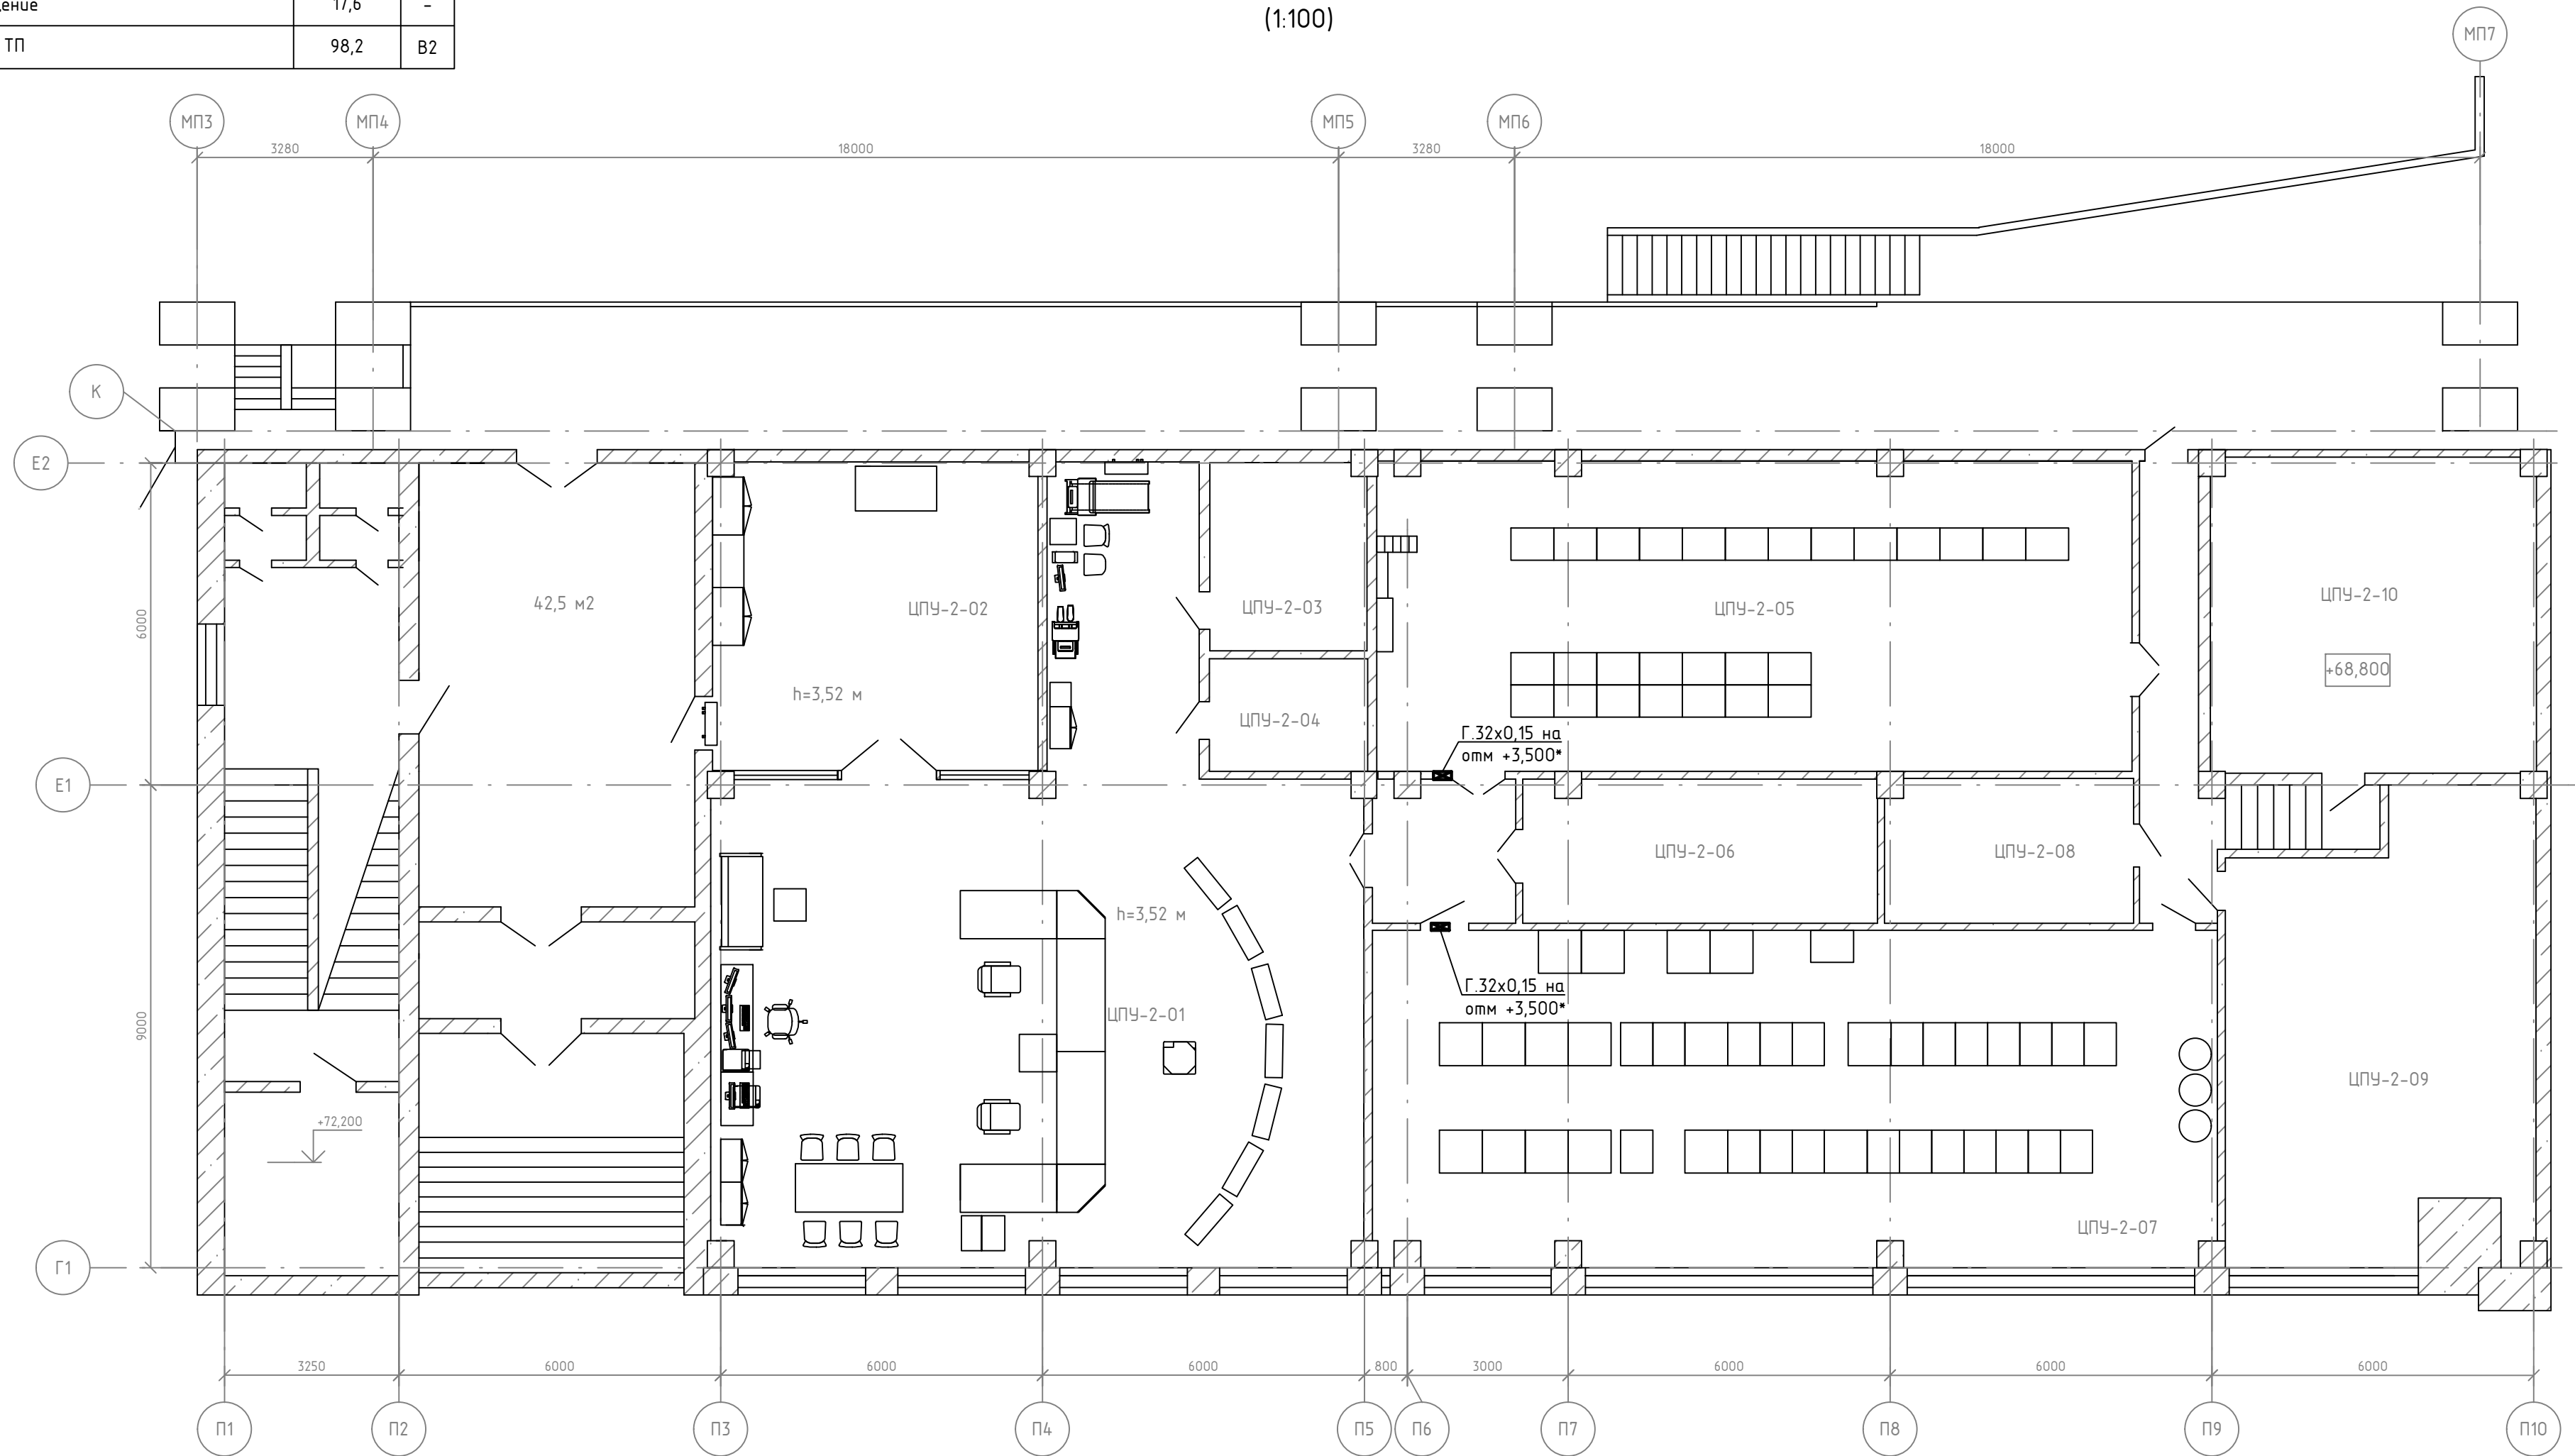 17,6 -
ТП 98,2 В2
(1:100)
МП7
МП3 МП4 МП5 МП6
3280 18000 3280 18000
К
Е2
6000
42,5 м2
ЦПУ-2-02
ЦПУ-2-03
ЦПУ-2-05
ЦПУ-2-10
+68,800
h=3,52 м
ЦПУ-2-04
Г.32х0,15 на
отм +3,500*
Е1
ЦПУ-2-06
ЦПУ-2-08
h=3,52 м
Г.32х0,15 на
отм +3,500*
ЦПУ-2-01
9000
ЦПУ-2-09
+72,200
ЦПУ-2-07
Г1
3250 6000 6000 6000 800 3000 6000 6000 6000
П1 П2 П3 П4 П5 П6 П7 П8 П9 П10